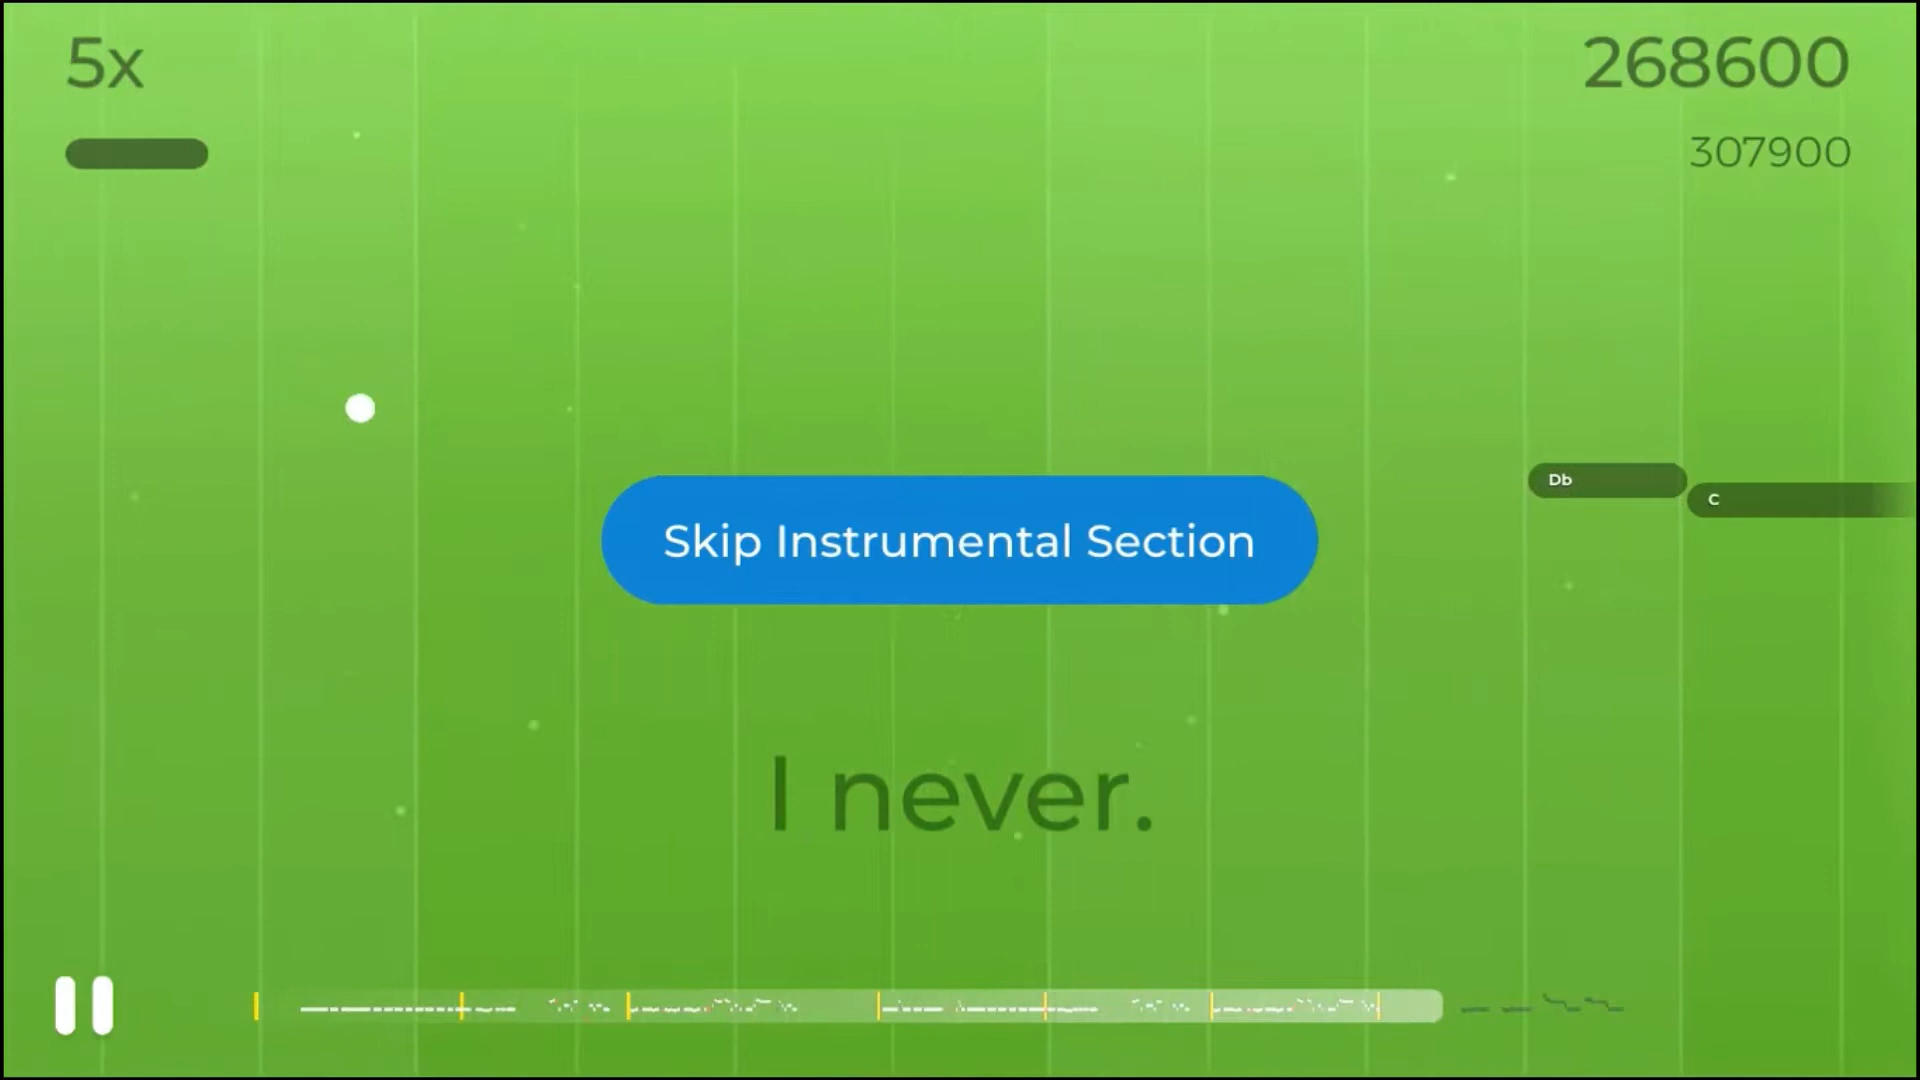 5x
268600
307900
Db
C
Skip Instrumental Section
I never.